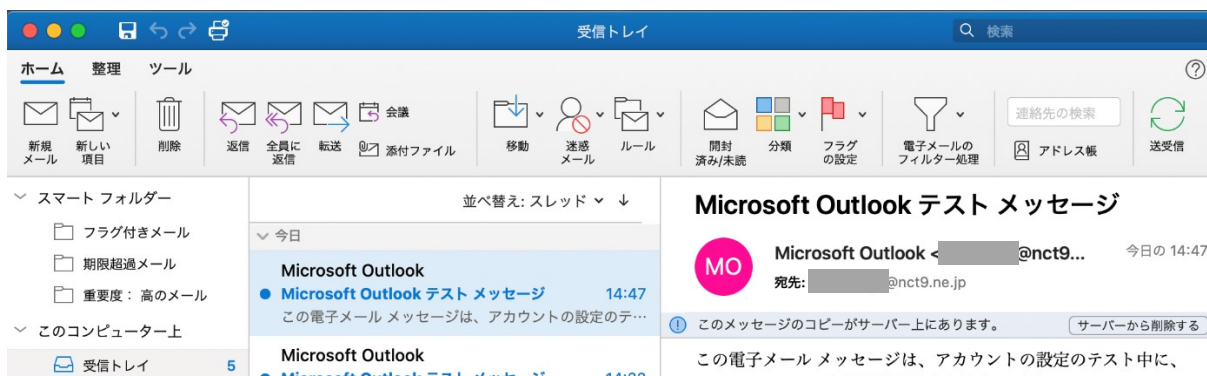 受信トレイ
検索
ホーム 整理 ツール
新規メール
新しい項目
削除
返信
全員に返信
転送
会議
添付ファイル
移動
迷惑メール
ルール
開封済み/未読
分類
フラグの設定
電子メールのフィルター処理
連絡先の検索
アドレス帳
送受信
スマート フォルダー
フラグ付きメール
期限超過メール
重要度： 高のメール
このコンピューター上
受信トレイ 5
並べ替え: スレッド
今日
Microsoft Outlook
Microsoft Outlook テスト メッセージ 14:47
この電子メール メッセージは、アカウントの設定のテ…
Microsoft Outlook
Microsoft Outlook テスト メッセージ
Microsoft Outlook テスト メッセージ
MO
Microsoft Outlook < @nct9... 今日の 14:47
宛先: @nct9.ne.jp
このメッセージのコピーがサーバー上にあります。 サーバーから削除する
この電子メール メッセージは、アカウントの設定のテスト中に、